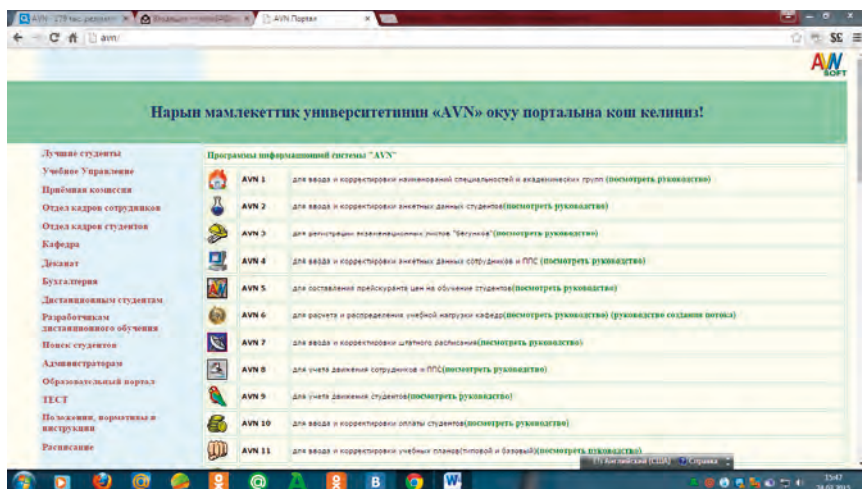 AVN Портал
avn/
AVN
SOFT
Нарын мамлекеттик университетинин «AVN» окуу порталына кош келиңиз!
Лучшие студенты
Учебное Управление
Приёмная комиссия
Отдел кадров сотрудников
Отдел кадров студентов
Кафедра
Деканат
Бухгалтерия
Дистанционным студентам
Разработчикам
дистанционного обучения
Поиск студентов
Администраторам
Образовательный портал
ТЕСТ
Положения, нормативы и
инструкции
Расписание
Программы информационной системы "AVN"
AVN 1 для ввода и корректировки наименований специальностей и академических групп (посмотреть руководство)
AVN 2 для ввода и корректировки анкетных данных студентов(посмотреть руководство)
AVN 3 для регистрации экзаменационных листов "бегунков"(посмотреть руководство)
AVN 4 для ввода и корректировки анкетных данных сотрудников и ППС (посмотреть руководство)
AVN 5 для составления прейскуранта цен на обучение студентов(посмотреть руководство)
AVN 6 для расчета и распределения учебной нагрузки кафедр(посмотреть руководство) (руководство создания потока)
AVN 7 для ввода и корректировки штатного расписания(посмотреть руководство)
AVN 8 для учета движения сотрудников и ППС(посмотреть руководство)
AVN 9 для учета движения студентов(посмотреть руководство)
AVN 10 для ввода и корректировки оплаты студентов(посмотреть руководство)
AVN 11 для ввода и корректировки учебных планов(типовой и базовый)(посмотреть руководство)
Английский (США) Справка
15:47